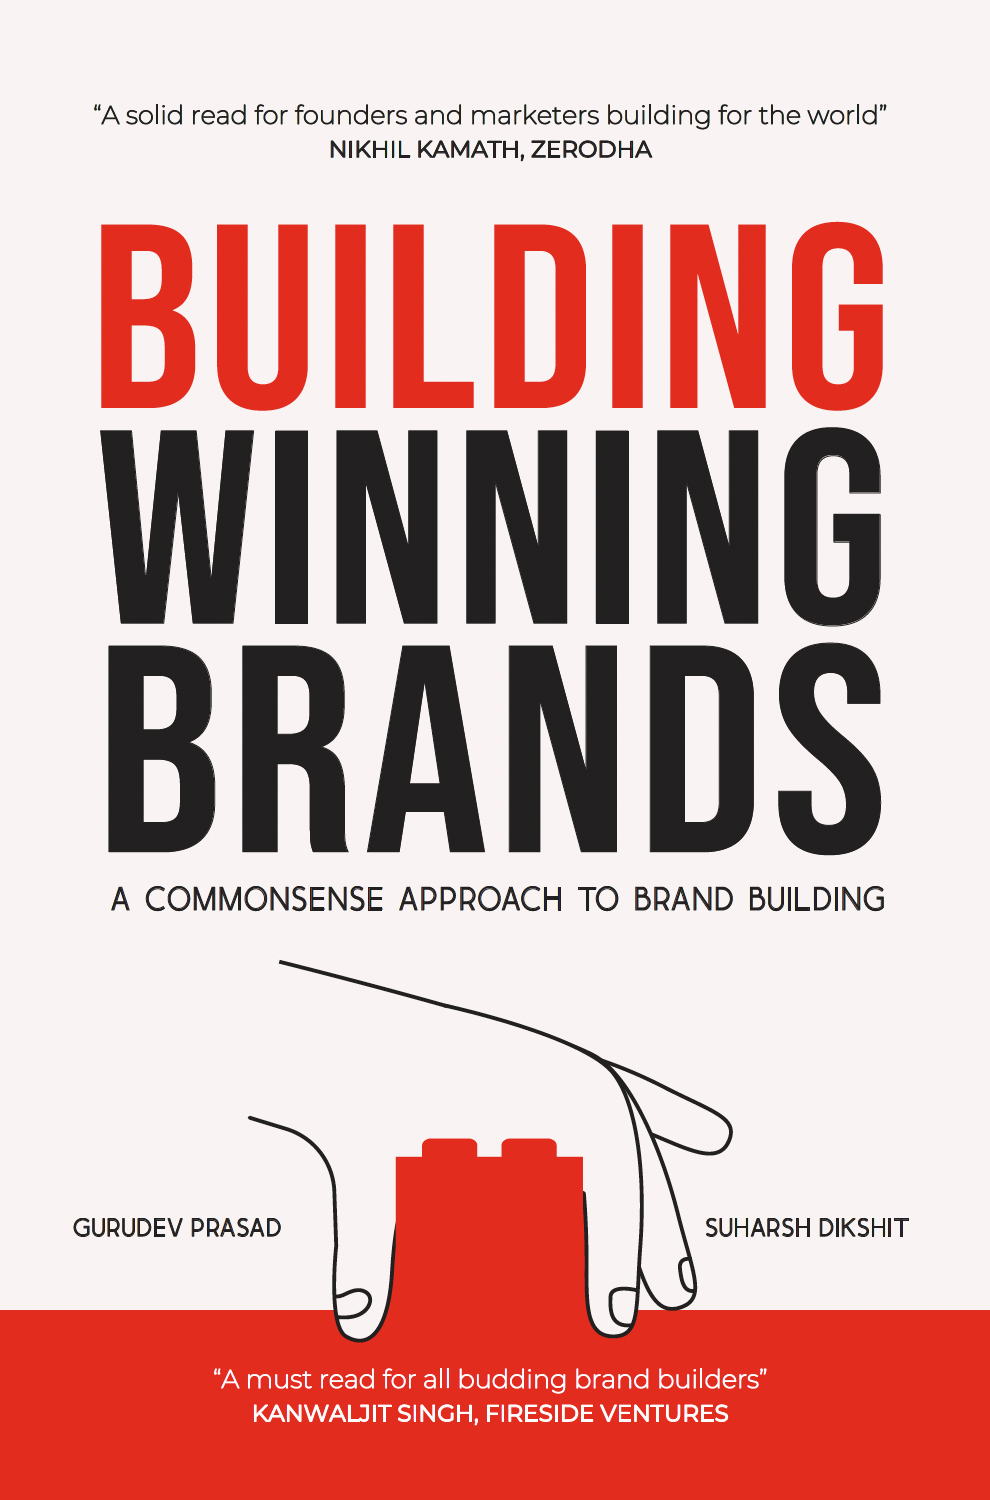 “A solid read for founders and marketers building for the world”
NIKHIL KAMATH, ZERODHA
BUILDING
WINNING
BRANDS
A COMMONSENSE APPROACH TO BRAND BUILDING
GURUDEV PRASAD
SUHARSH DIKSHIT
“A must read for all budding brand builders”
KANWALJIT SINGH, FIRESIDE VENTURES